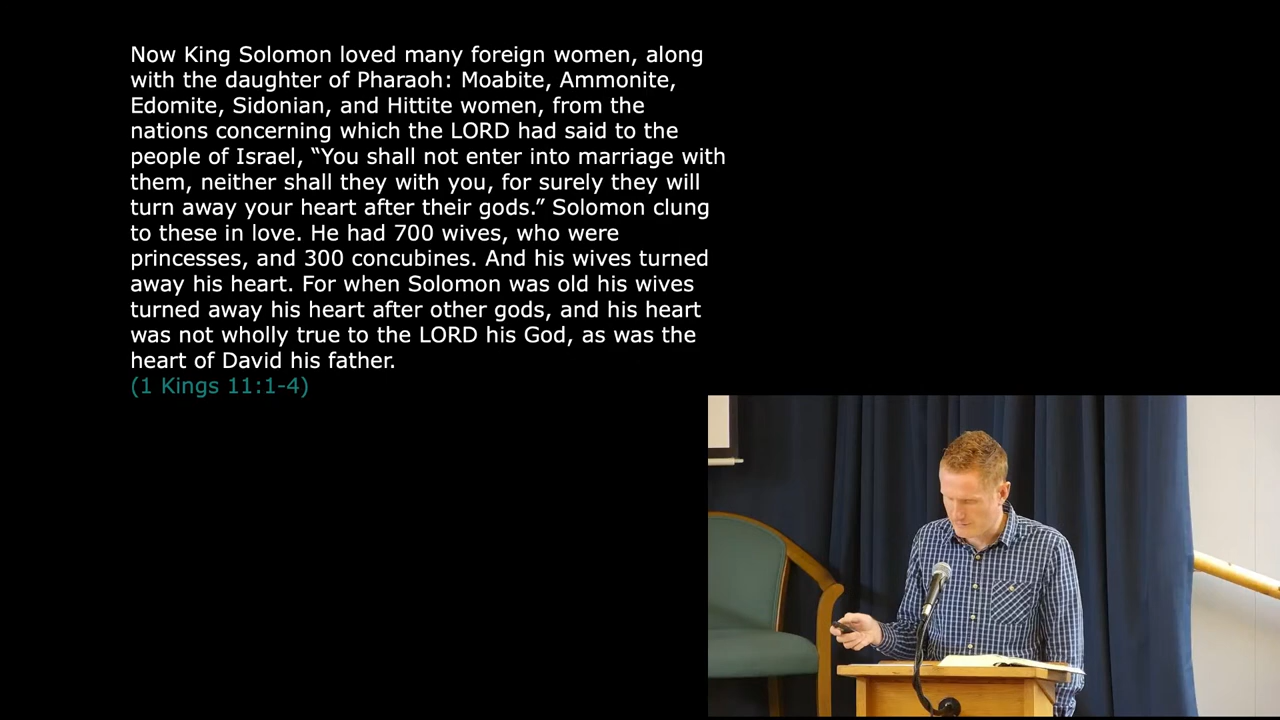 Now King Solomon loved many foreign women, along
with the daughter of Pharaoh: Moabite, Ammonite,
Edomite, Sidonian, and Hittite women, from the
nations concerning which the LORD had said to the
people of Israel, “You shall not enter into marriage with
them, neither shall they with you, for surely they will
turn away your heart after their gods.” Solomon clung
to these in love. He had 700 wives, who were
princesses, and 300 concubines. And his wives turned
away his heart. For when Solomon was old his wives
turned away his heart after other gods, and his heart
was not wholly true to the LORD his God, as was the
heart of David his father.
(1 Kings 11:1-4)